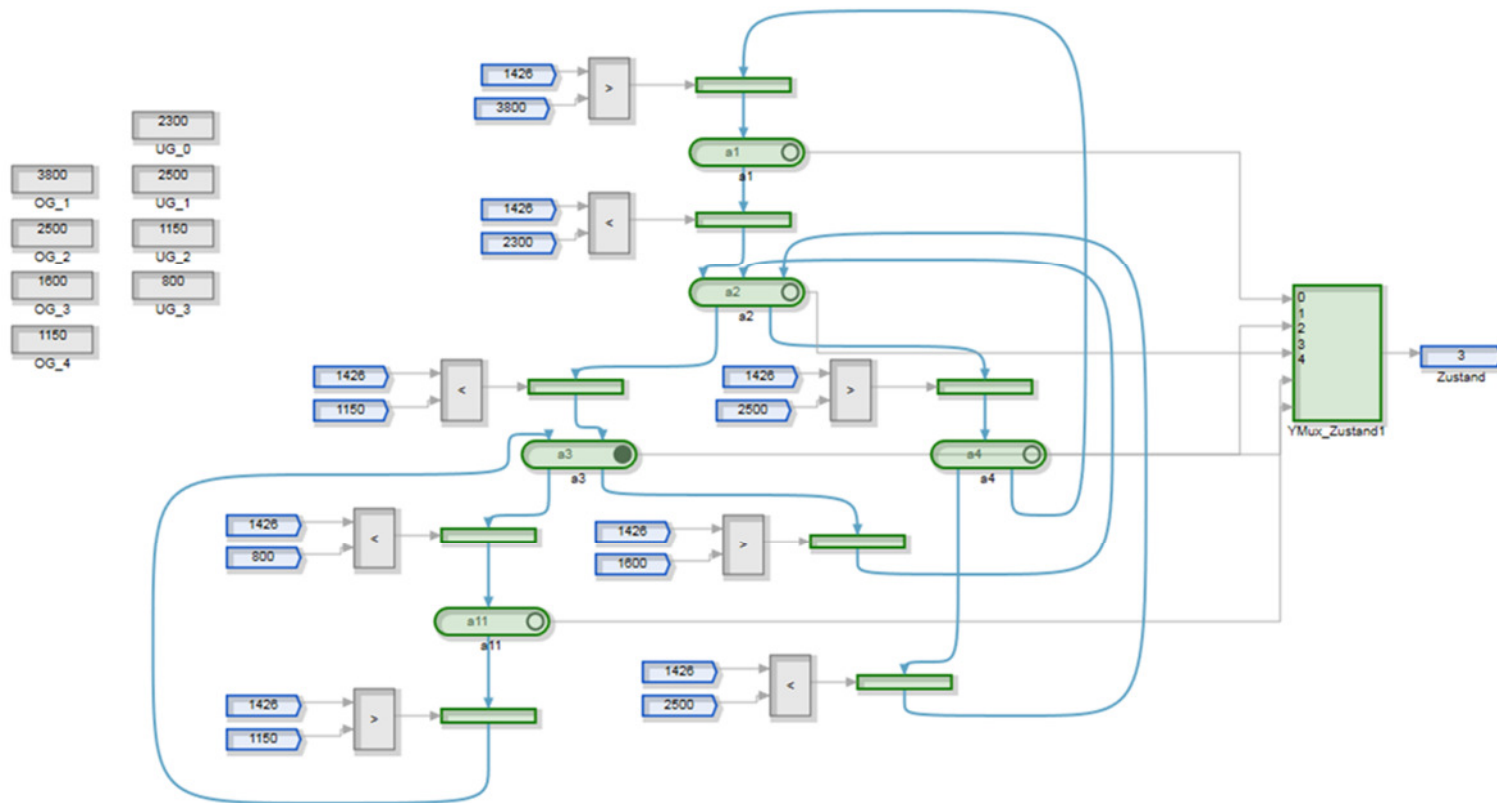 1426
3800
>
2300
UG_0
a1
a1
3800
OG_1
2500
UG_1
1426
2300
<
2500
OG_2
1150
UG_2
a2
a2
1600
OG_3
800
UG_3
0
1
2
3
4
YMux_Zustand1
3
Zustand
1150
OG_4
1426
1150
<
1426
2500
>
a3
a3
a4
a4
1426
800
<
1426
1600
>
a11
a11
1426
2500
<
1426
1150
>